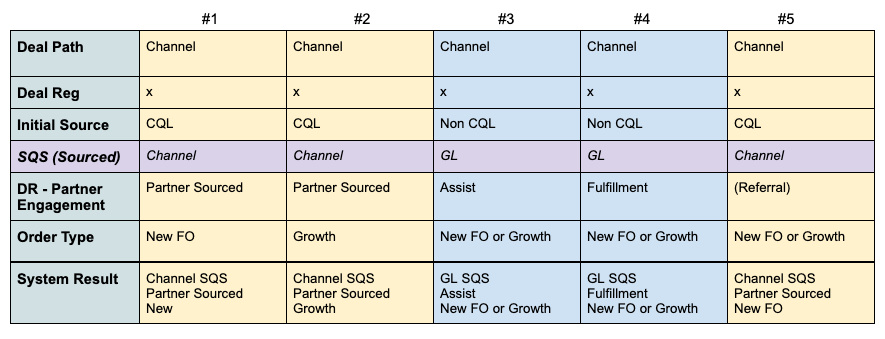 #1 #2 #3 #4 #5
Deal Path Channel Channel Channel Channel Channel
Deal Reg x x x x x
Initial Source CQL CQL Non CQL Non CQL CQL
SQS (Sourced) Channel Channel GL GL Channel
DR - Partner Partner Sourced Partner Sourced Assist Fulfillment (Referral)
Engagement
Order Type New FO Growth New FO or Growth New FO or Growth New FO or Growth
System Result Channel SQS Channel SQS GL SQS GL SQS Channel SQS
Partner Sourced Partner Sourced Assist Fulfillment Partner Sourced
New Growth New FO or Growth New FO or Growth New FO